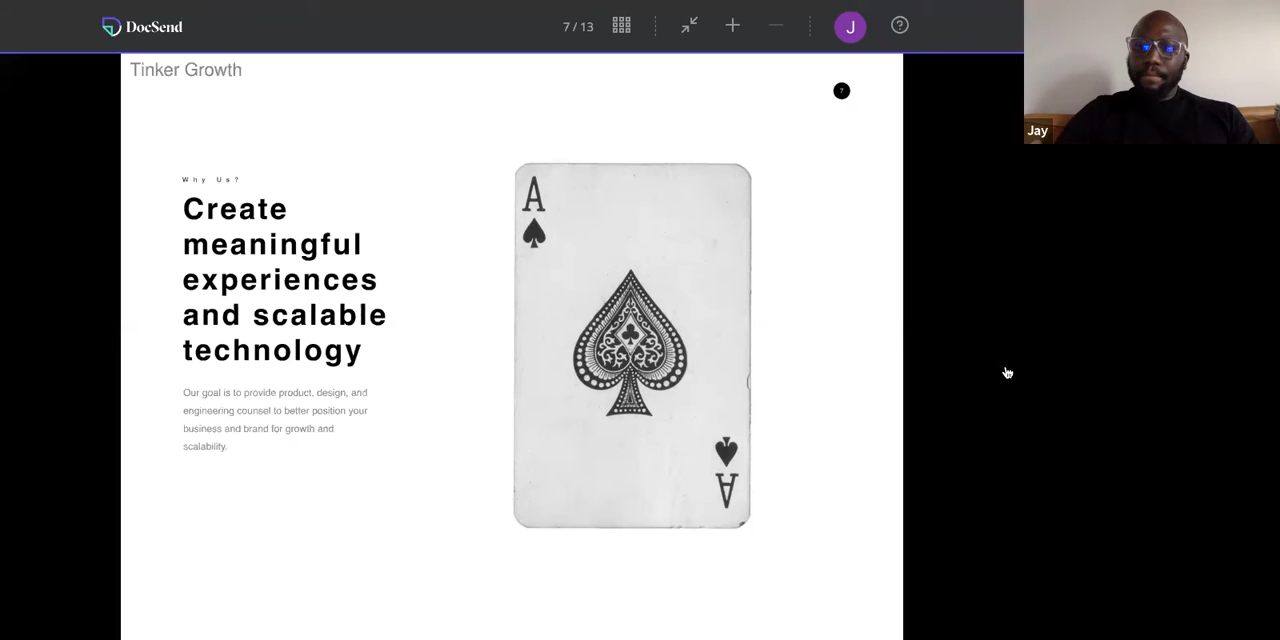 DocSend
7 / 13
J
Jay
Tinker Growth
7
Why Us?
Create
meaningful
experiences
and scalable
technology
Our goal is to provide product, design, and
engineering counsel to better position your
business and brand for growth and
scalability.
A
A